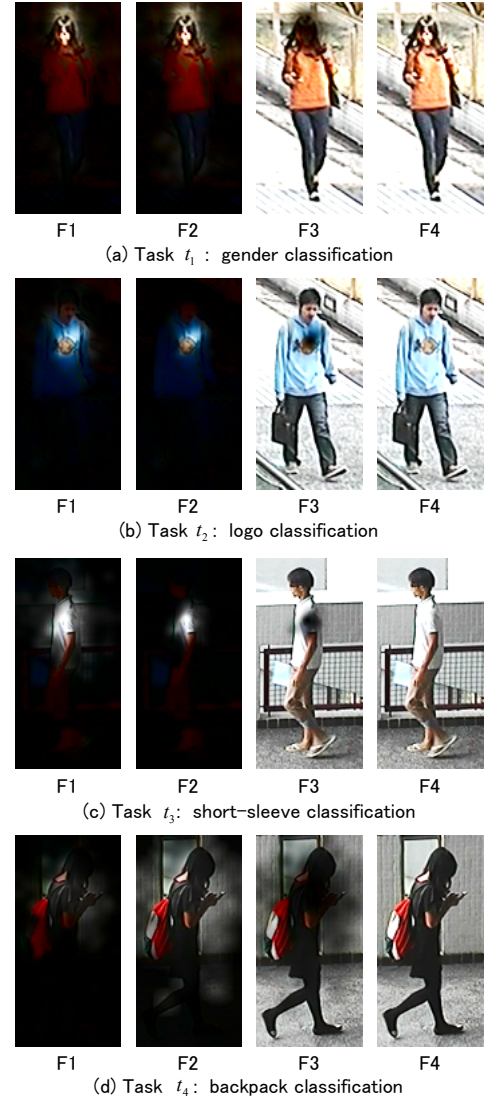 F1 F2 F3 F4
(a) Task t₁ : gender classification
F1 F2 F3 F4
(b) Task t₂ : logo classification
F1 F2 F3 F4
(c) Task t₃: short-sleeve classification
F1 F2 F3 F4
(d) Task t₄ : backpack classification